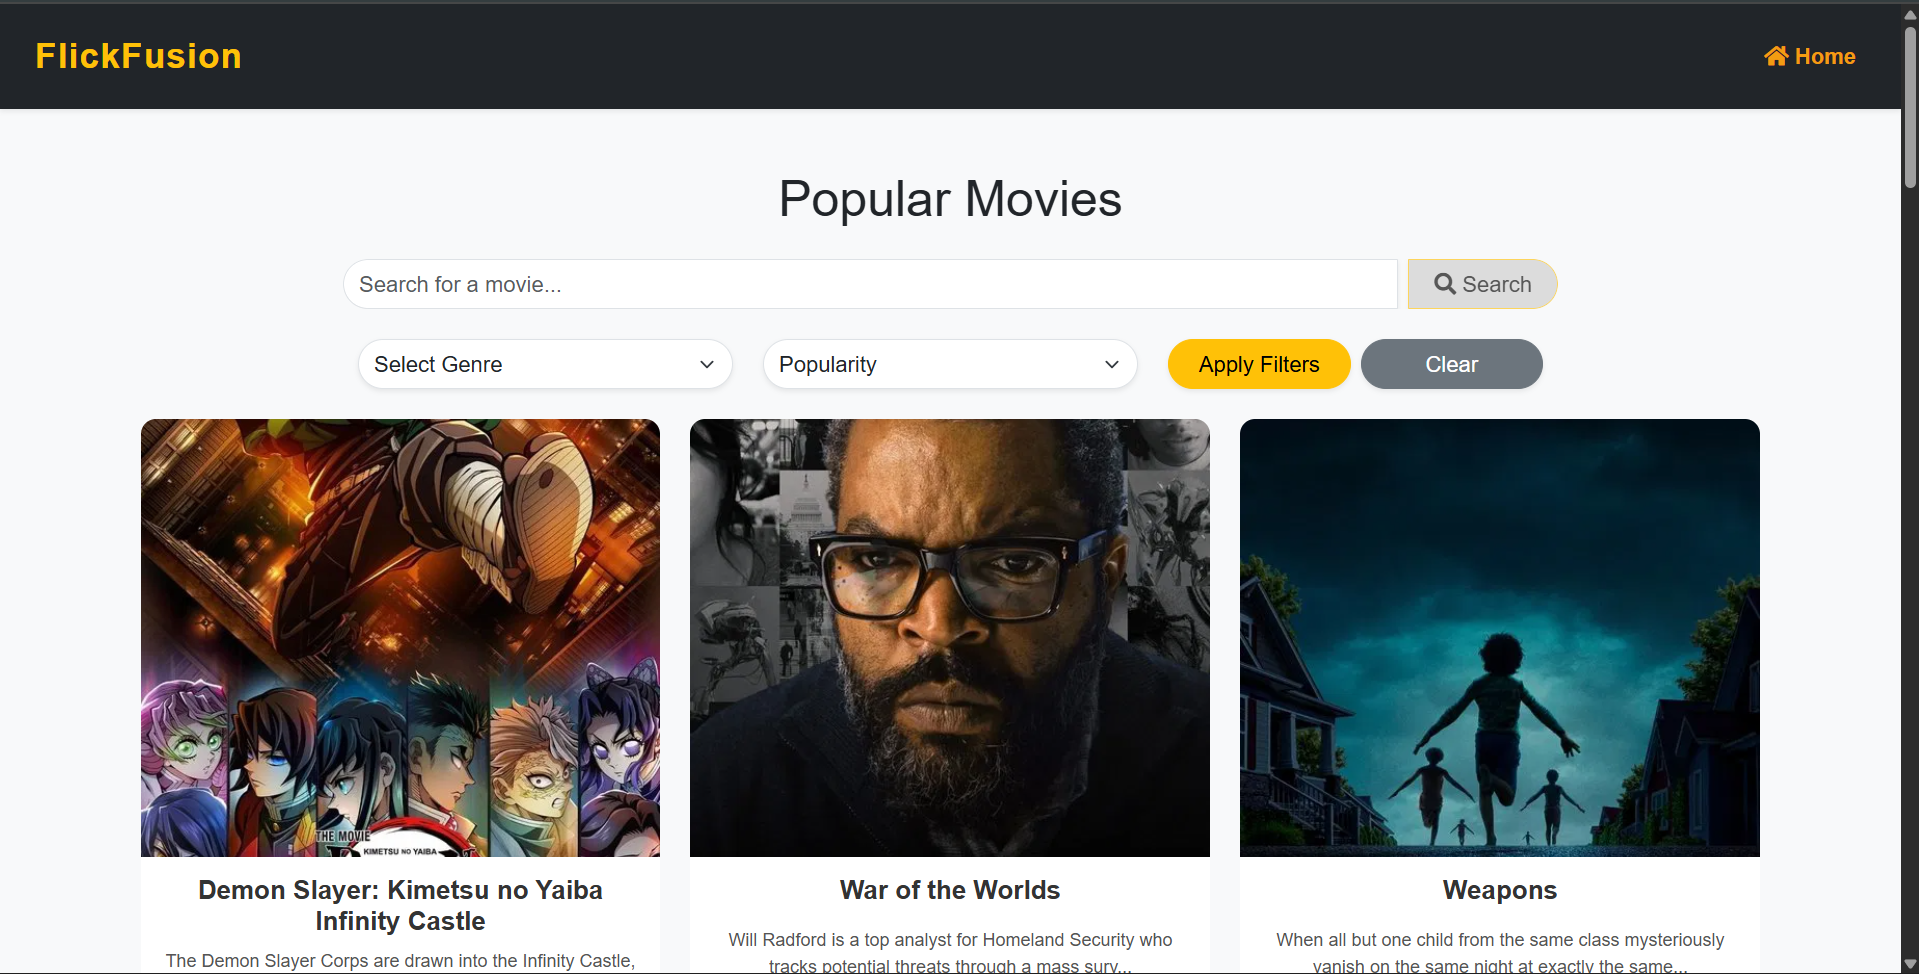 FlickFusion
Home
Popular Movies
Search for a movie...
Search
Select Genre
Popularity
Apply Filters
Clear
THE MOVIE
KIMETSU NO YAIBA
Demon Slayer: Kimetsu no Yaiba
Infinity Castle
The Demon Slayer Corps are drawn into the Infinity Castle,
War of the Worlds
Will Radford is a top analyst for Homeland Security who
tracks potential threats through a mass surv...
Weapons
When all but one child from the same class mysteriously
vanish on the same night at exactly the same...